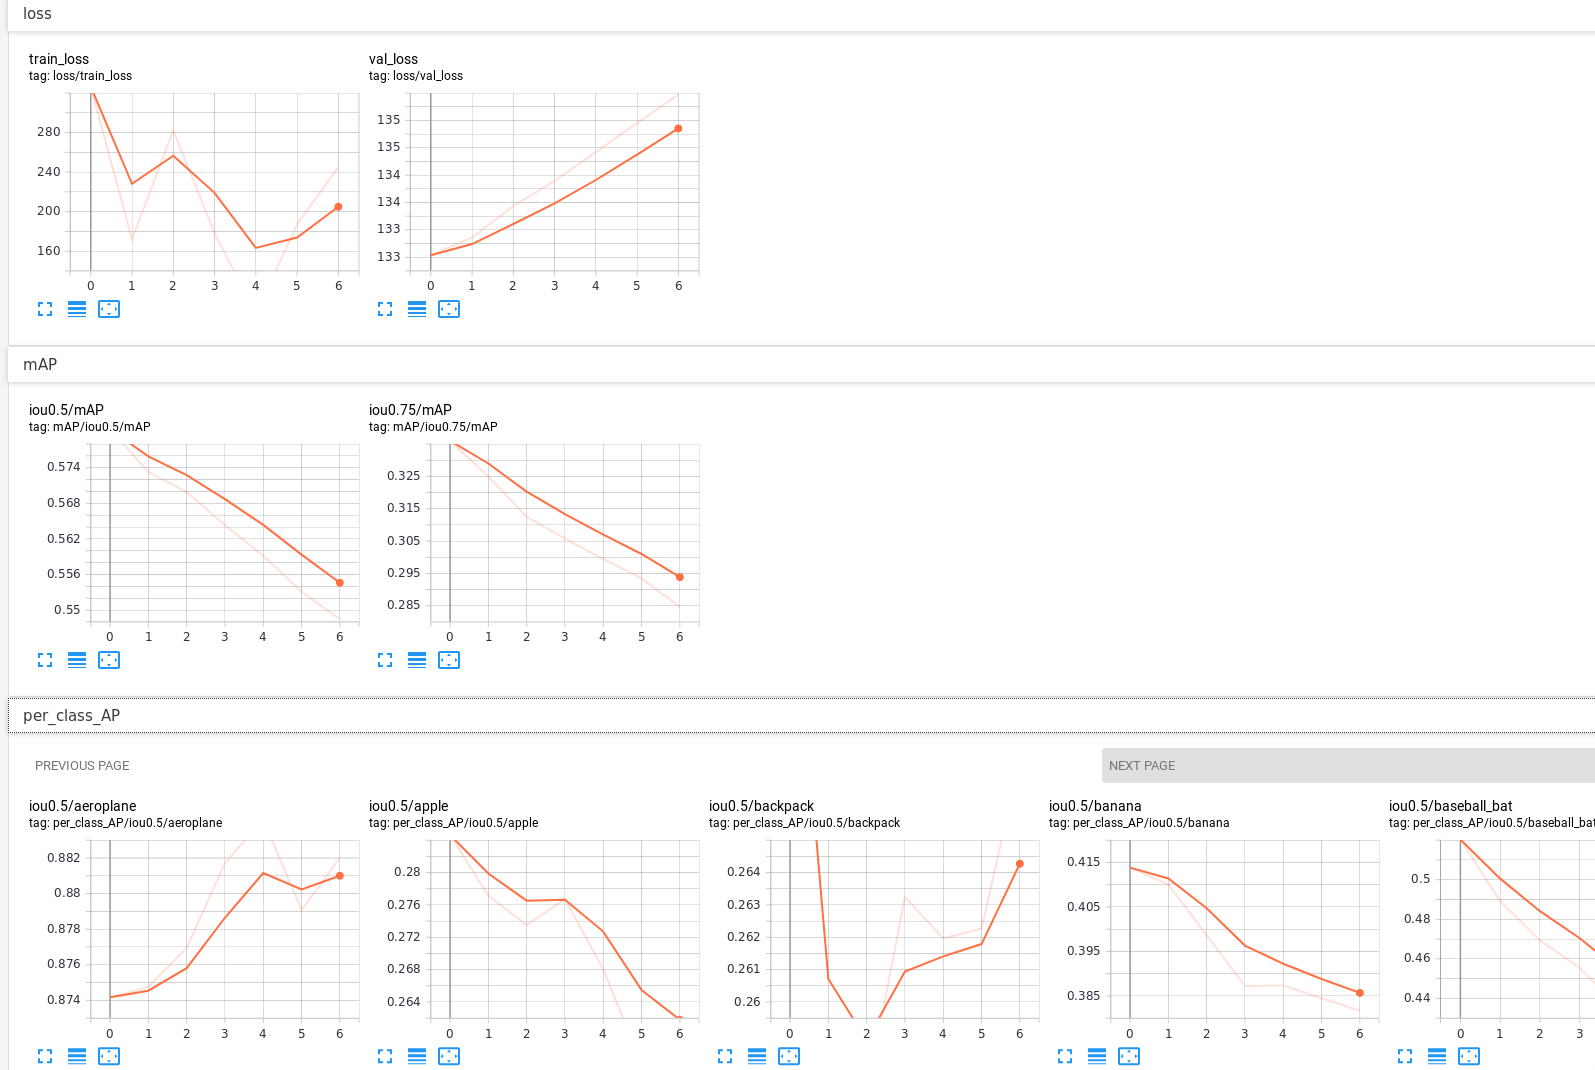 loss
train_loss
tag: loss/train_loss
280
240
200
160
0 1 2 3 4 5 6
val_loss
tag: loss/val_loss
135
135
134
134
133
133
0 1 2 3 4 5 6
mAP
iou0.5/mAP
tag: mAP/iou0.5/mAP
0.574
0.568
0.562
0.556
0.55
0 1 2 3 4 5 6
iou0.75/mAP
tag: mAP/iou0.75/mAP
0.325
0.315
0.305
0.295
0.285
0 1 2 3 4 5 6
per_class_AP
PREVIOUS PAGE
NEXT PAGE
iou0.5/aeroplane
tag: per_class_AP/iou0.5/aeroplane
0.882
0.88
0.878
0.876
0.874
0 1 2 3 4 5 6
iou0.5/apple
tag: per_class_AP/iou0.5/apple
0.28
0.276
0.272
0.268
0.264
0 1 2 3 4 5 6
iou0.5/backpack
tag: per_class_AP/iou0.5/backpack
0.264
0.263
0.262
0.261
0.26
0 1 2 3 4 5 6
iou0.5/banana
tag: per_class_AP/iou0.5/banana
0.415
0.405
0.395
0.385
0 1 2 3 4 5 6
iou0.5/baseball_bat
tag: per_class_AP/iou0.5/baseball_bat
0.5
0.48
0.46
0.44
0 1 2 3